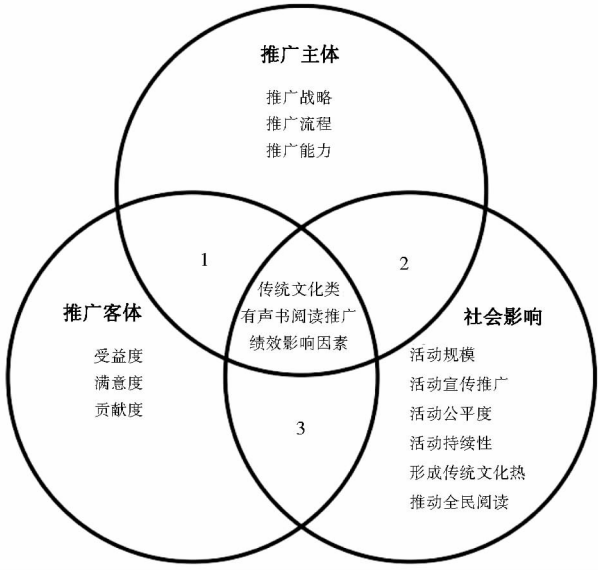 推广主体
推广战略
推广流程
推广能力
1
2
传统文化类
有声书阅读推广
绩效影响因素
推广客体
受益度
满意度
贡献度
社会影响
活动规模
活动宣传推广
活动公平度
活动持续性
形成传统文化热
推动全民阅读
3